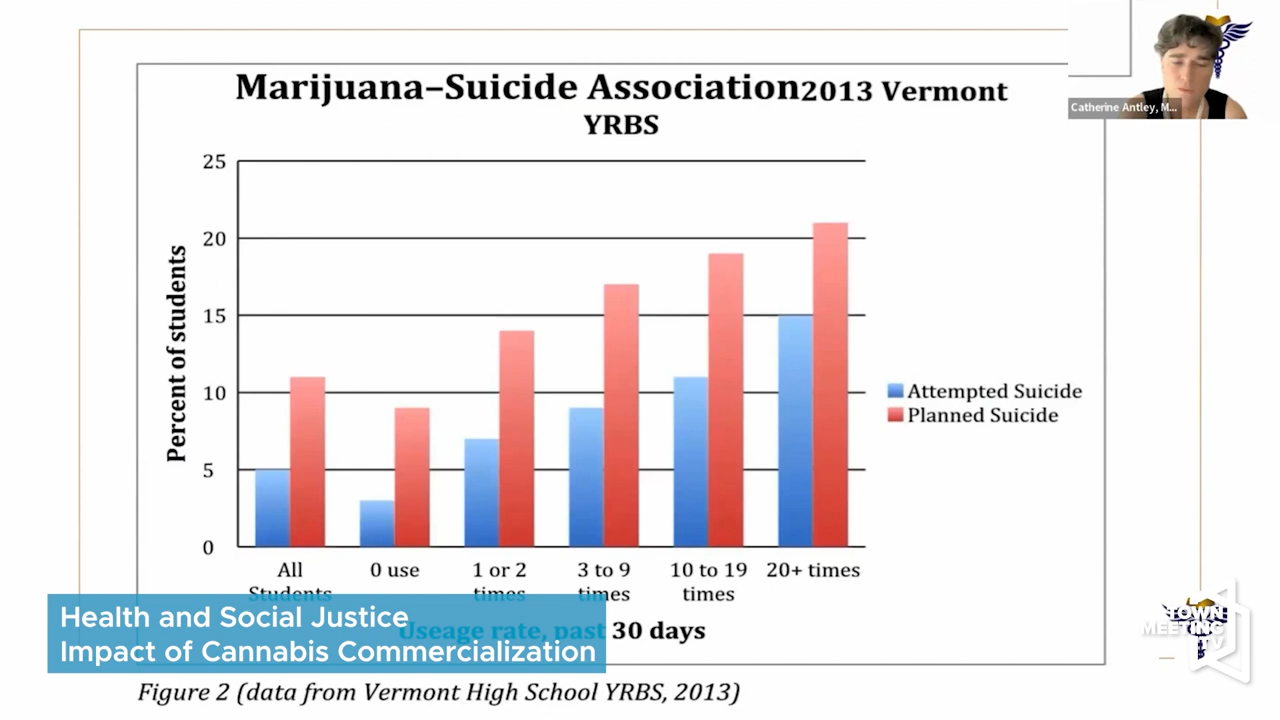 Marijuana–Suicide Association2013 Vermont
YRBS
Catherine Antley, M...
25
20
15
10
5
0
Percent of students
Attempted Suicide
Planned Suicide
All
Students
0 use
1 or 2
times
3 to 9
times
10 to 19
times
20+ times
Useage rate, past 30 days
Health and Social Justice
Impact of Cannabis Commercialization
TOWN
MEETING
TV
Figure 2 (data from Vermont High School YRBS, 2013)